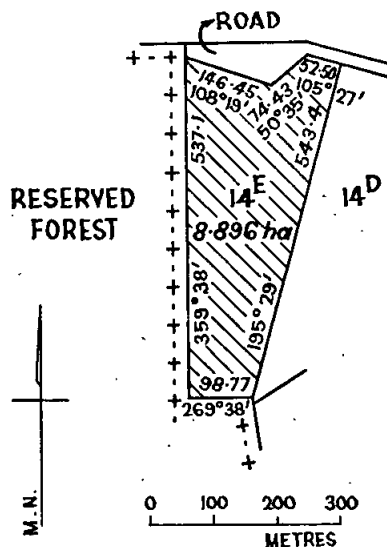 ROAD
52·50
105° 27'
146·45
108° 19'
74·43
50° 35'
543·4
537·1
14E
14D
8·896 ha
RESERVED
FOREST
359° 38'
195° 29'
98·77
269° 38'
M.N.
0 100 200 300
METRES